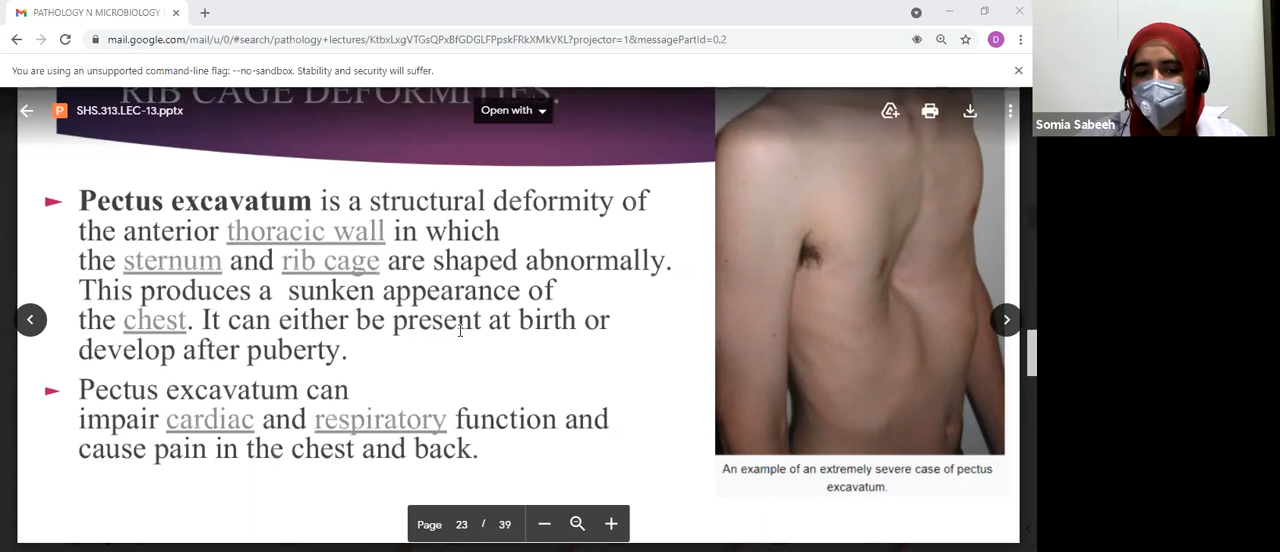 PATHOLOGY N MICROBIOLOGY
mail.google.com/mail/u/0/#search/pathology+lectures/KtbxLxgVTGsQPxBfGDGLFPpskFRkXMkVKL?projector=1&messagePartId=0.2
D
You are using an unsupported command-line flag: --no-sandbox. Stability and security will suffer.
RIB CAGE DEFORMITIES.
P SHS.313.LEC-13.pptx
Open with
Somia Sabeeh
Pectus excavatum is a structural deformity of
the anterior thoracic wall in which
the sternum and rib cage are shaped abnormally.
This produces a sunken appearance of
the chest. It can either be present at birth or
develop after puberty.
Pectus excavatum can
impair cardiac and respiratory function and
cause pain in the chest and back.
An example of an extremely severe case of pectus
excavatum.
Page 23 / 39